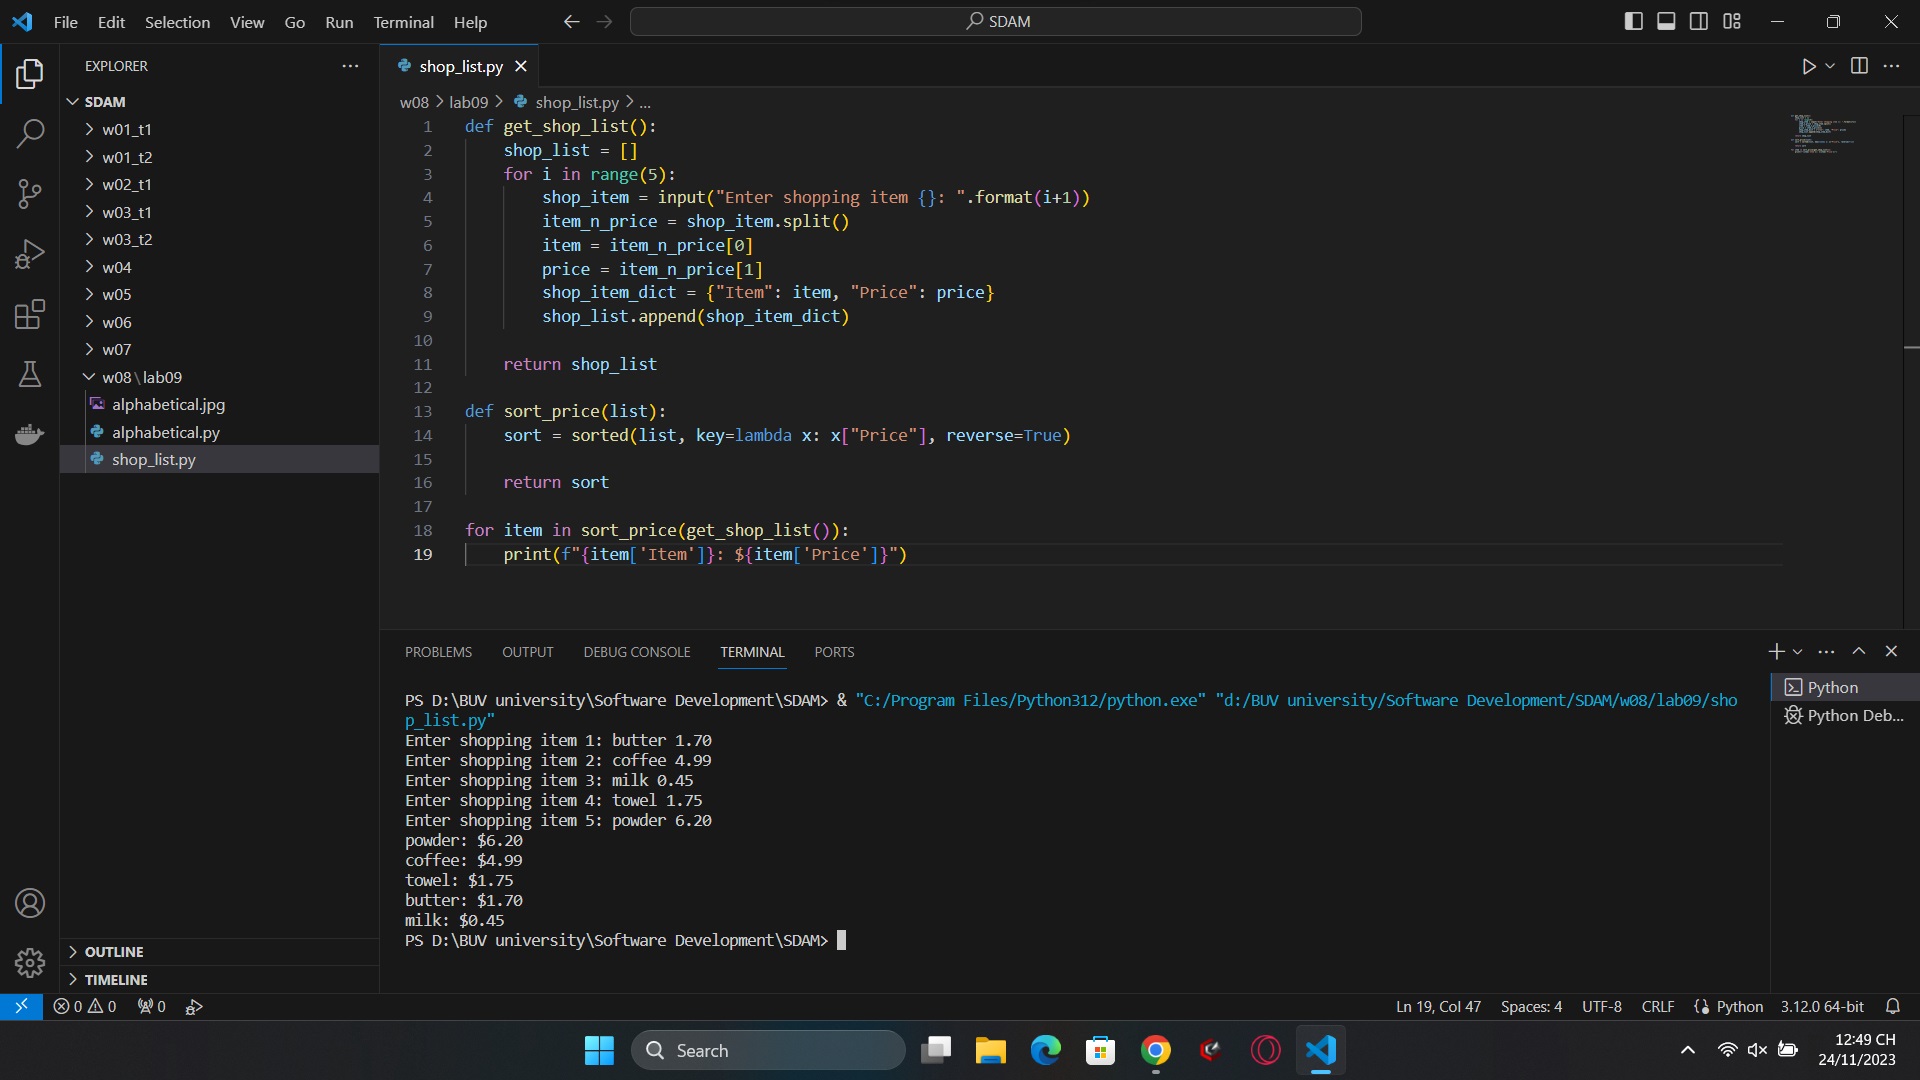 File Edit Selection View Go Run Terminal Help
SDAM
EXPLORER
SDAM
w01_t1
w01_t2
w02_t1
w03_t1
w03_t2
w04
w05
w06
w07
w08\lab09
alphabetical.jpg
alphabetical.py
shop_list.py
OUTLINE
TIMELINE
shop_list.py
w08 > lab09 > shop_list.py > ...
1 def get_shop_list():
2     shop_list = []
3     for i in range(5):
4         shop_item = input("Enter shopping item {}: ".format(i+1))
5         item_n_price = shop_item.split()
6         item = item_n_price[0]
7         price = item_n_price[1]
8         shop_item_dict = {"Item": item, "Price": price}
9         shop_list.append(shop_item_dict)
10
11     return shop_list
12
13 def sort_price(list):
14     sort = sorted(list, key=lambda x: x["Price"], reverse=True)
15
16     return sort
17
18 for item in sort_price(get_shop_list()):
19     print(f"{item['Item']}: ${item['Price']}")
PROBLEMS OUTPUT DEBUG CONSOLE TERMINAL PORTS
PS D:\BUV university\Software Development\SDAM> & "C:/Program Files/Python312/python.exe" "d:/BUV university/Software Development/SDAM/w08/lab09/sho
p_list.py"
Enter shopping item 1: butter 1.70
Enter shopping item 2: coffee 4.99
Enter shopping item 3: milk 0.45
Enter shopping item 4: towel 1.75
Enter shopping item 5: powder 6.20
powder: $6.20
coffee: $4.99
towel: $1.75
butter: $1.70
milk: $0.45
PS D:\BUV university\Software Development\SDAM>
Python
Python Deb...
0 0 0
Ln 19, Col 47 Spaces: 4 UTF-8 CRLF Python 3.12.0 64-bit
Search
12:49 CH
24/11/2023